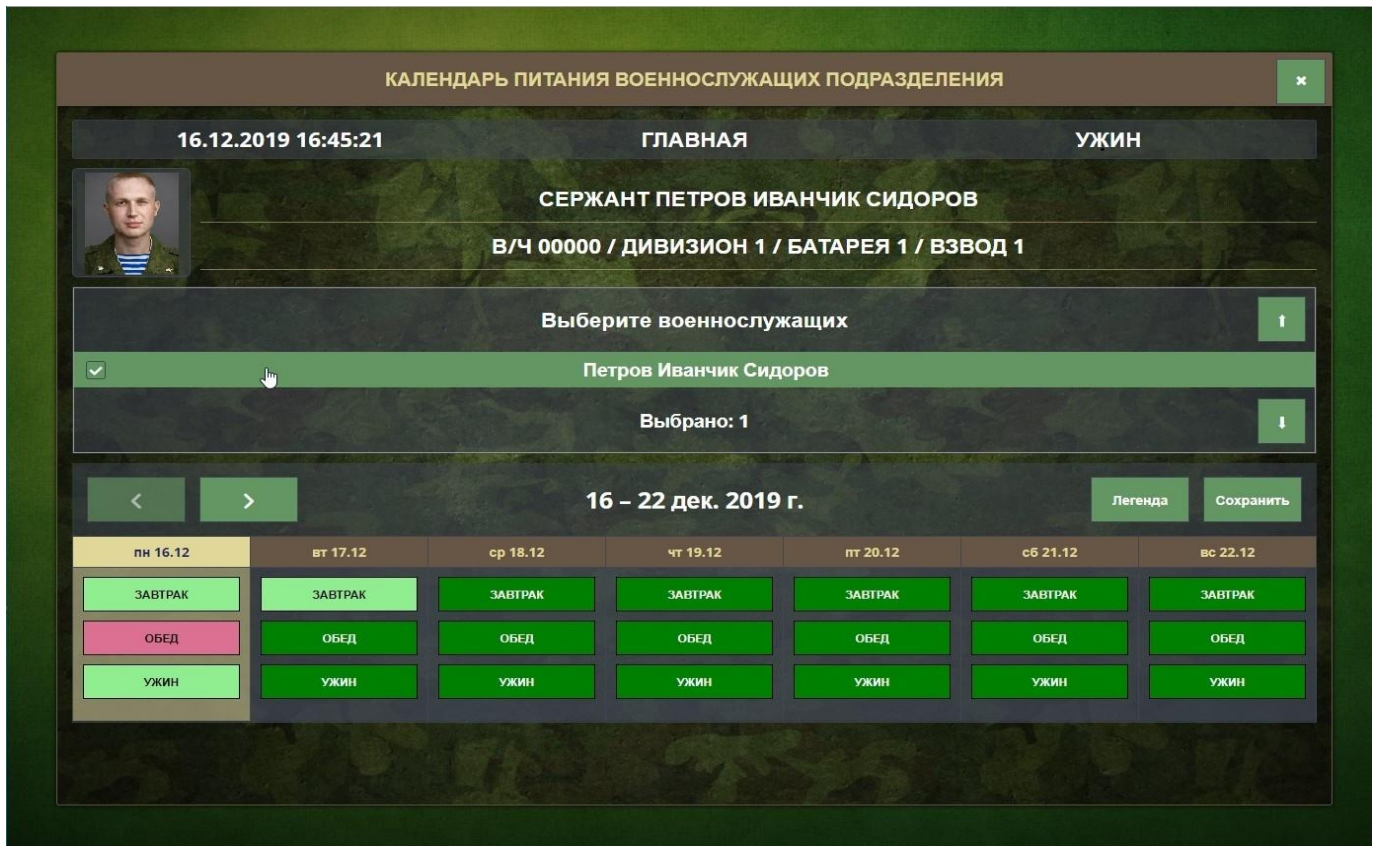 КАЛЕНДАРЬ ПИТАНИЯ ВОЕННОСЛУЖАЩИХ ПОДРАЗДЕЛЕНИЯ
16.12.2019 16:45:21 ГЛАВНАЯ УЖИН
СЕРЖАНТ ПЕТРОВ ИВАНЧИК СИДОРОВ
В/Ч 00000 / ДИВИЗИОН 1 / БАТАРЕЯ 1 / ВЗВОД 1
Выберите военнослужащих
Петров Иванчик Сидоров
Выбрано: 1
16 – 22 дек. 2019 г. Легенда Сохранить
пн 16.12 вт 17.12 ср 18.12 чт 19.12 пт 20.12 сб 21.12 вс 22.12
ЗАВТРАК ЗАВТРАК ЗАВТРАК ЗАВТРАК ЗАВТРАК ЗАВТРАК ЗАВТРАК
ОБЕД ОБЕД ОБЕД ОБЕД ОБЕД ОБЕД ОБЕД
УЖИН УЖИН УЖИН УЖИН УЖИН УЖИН УЖИН